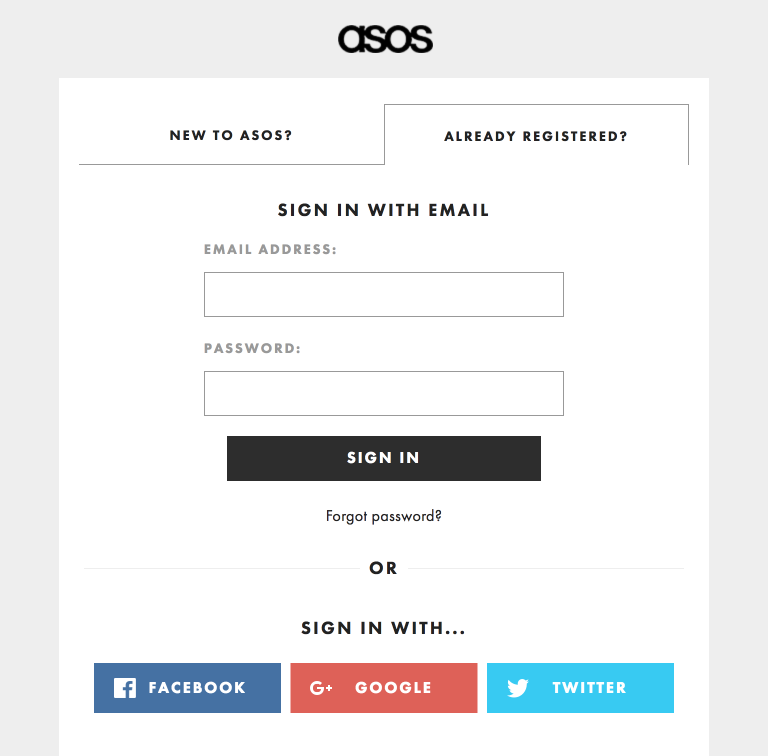 asos
NEW TO ASOS?
ALREADY REGISTERED?
SIGN IN WITH EMAIL
EMAIL ADDRESS:
PASSWORD:
SIGN IN
Forgot password?
OR
SIGN IN WITH...
FACEBOOK
G+ GOOGLE
TWITTER